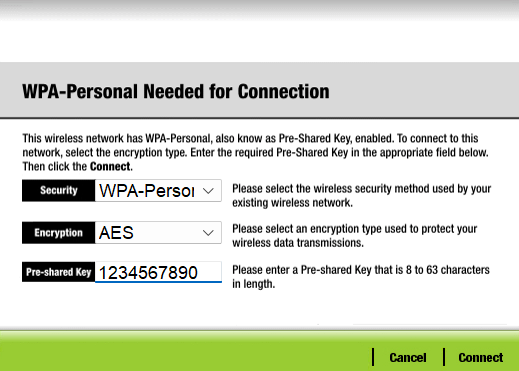 WPA-Personal Needed for Connection
This wireless network has WPA-Personal, also know as Pre-Shared Key, enabled. To connect to this
network, select the encryption type. Enter the required Pre-Shared Key in the appropriate field below.
Then click the Connect.
Security WPA-Person Please select the wireless security method used by your
existing wireless network.
Encryption AES Please select an encryption type used to protect your
wireless data transmissions.
Pre-shared Key 1234567890 Please enter a Pre-shared Key that is 8 to 63 characters
in length.
Cancel Connect